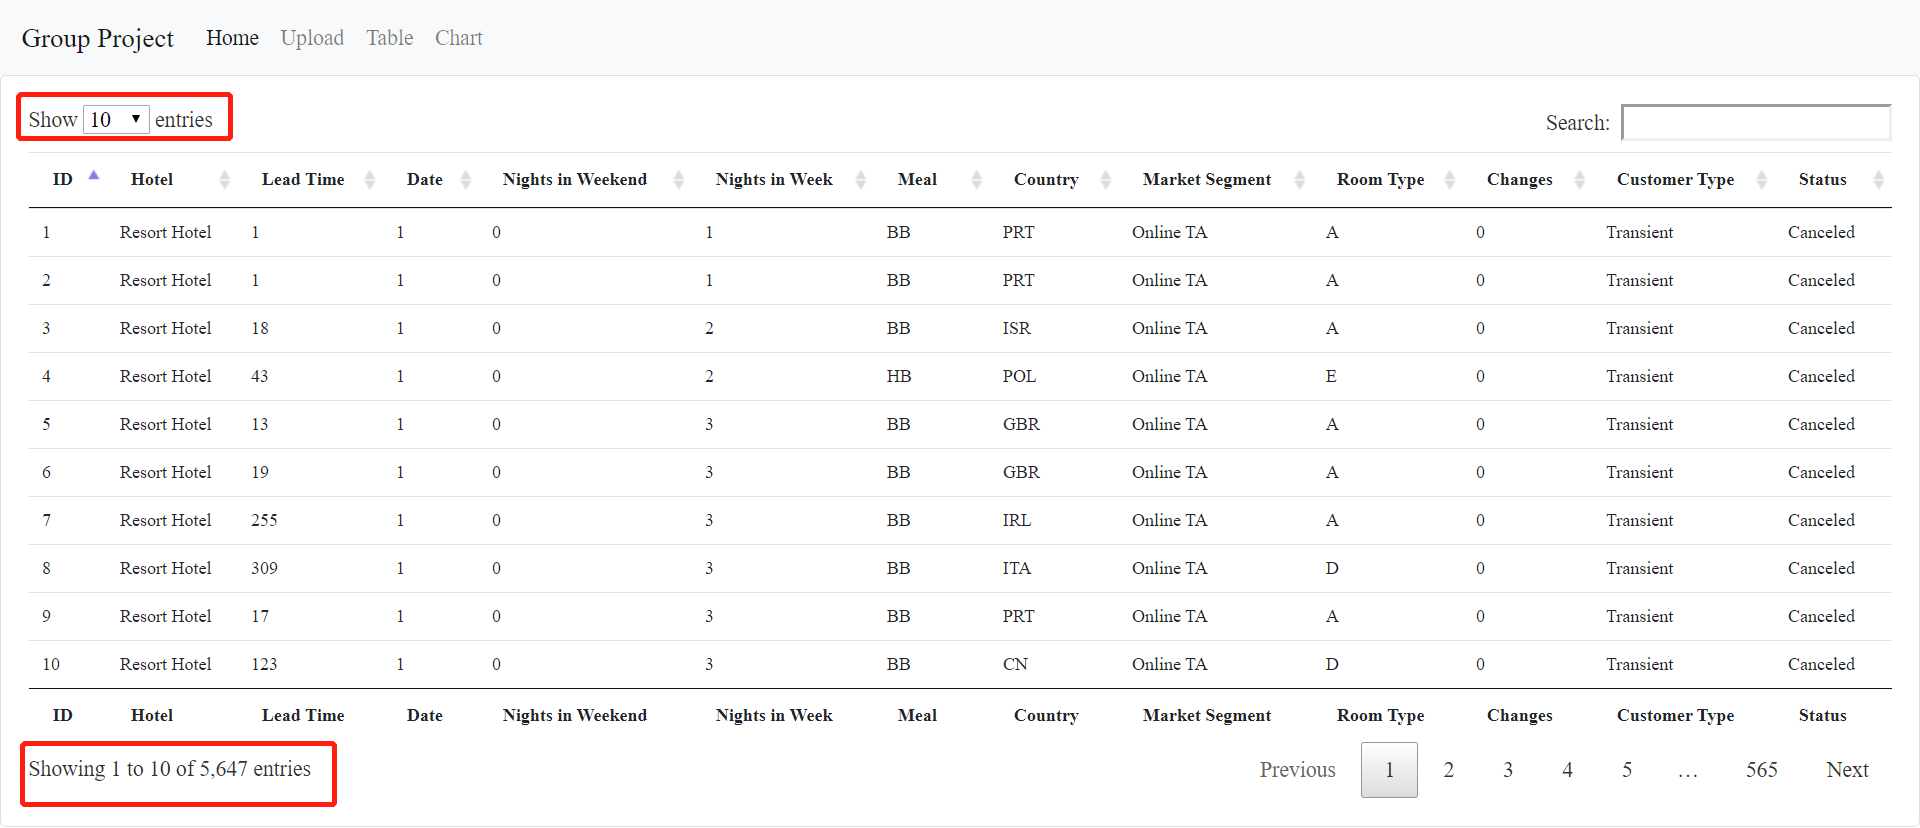 Group Project Home Upload Table Chart
Show 10 entries Search:
ID Hotel Lead Time Date Nights in Weekend Nights in Week Meal Country Market Segment Room Type Changes Customer Type Status
1 Resort Hotel 1 1 0 1 BB PRT Online TA A 0 Transient Canceled
2 Resort Hotel 1 1 0 1 BB PRT Online TA A 0 Transient Canceled
3 Resort Hotel 18 1 0 2 BB ISR Online TA A 0 Transient Canceled
4 Resort Hotel 43 1 0 2 HB POL Online TA E 0 Transient Canceled
5 Resort Hotel 13 1 0 3 BB GBR Online TA A 0 Transient Canceled
6 Resort Hotel 19 1 0 3 BB GBR Online TA A 0 Transient Canceled
7 Resort Hotel 255 1 0 3 BB IRL Online TA A 0 Transient Canceled
8 Resort Hotel 309 1 0 3 BB ITA Online TA D 0 Transient Canceled
9 Resort Hotel 17 1 0 3 BB PRT Online TA A 0 Transient Canceled
10 Resort Hotel 123 1 0 3 BB CN Online TA D 0 Transient Canceled
ID Hotel Lead Time Date Nights in Weekend Nights in Week Meal Country Market Segment Room Type Changes Customer Type Status
Showing 1 to 10 of 5,647 entries Previous 1 2 3 4 5 … 565 Next